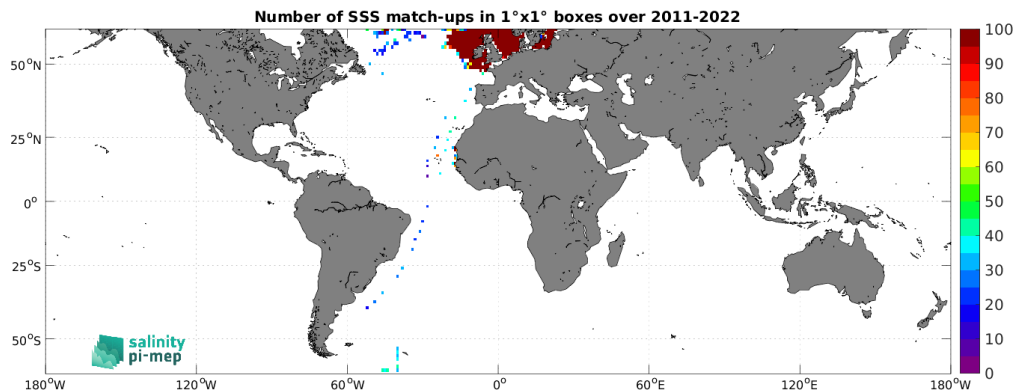 Number of SSS match-ups in 1°x1° boxes over 2011-2022
50°N
25°N
0°
25°S
50°S
180°W
120°W
60°W
0°
60°E
120°E
180°W
100
90
80
70
60
50
40
30
20
10
0
salinity
pi-mep